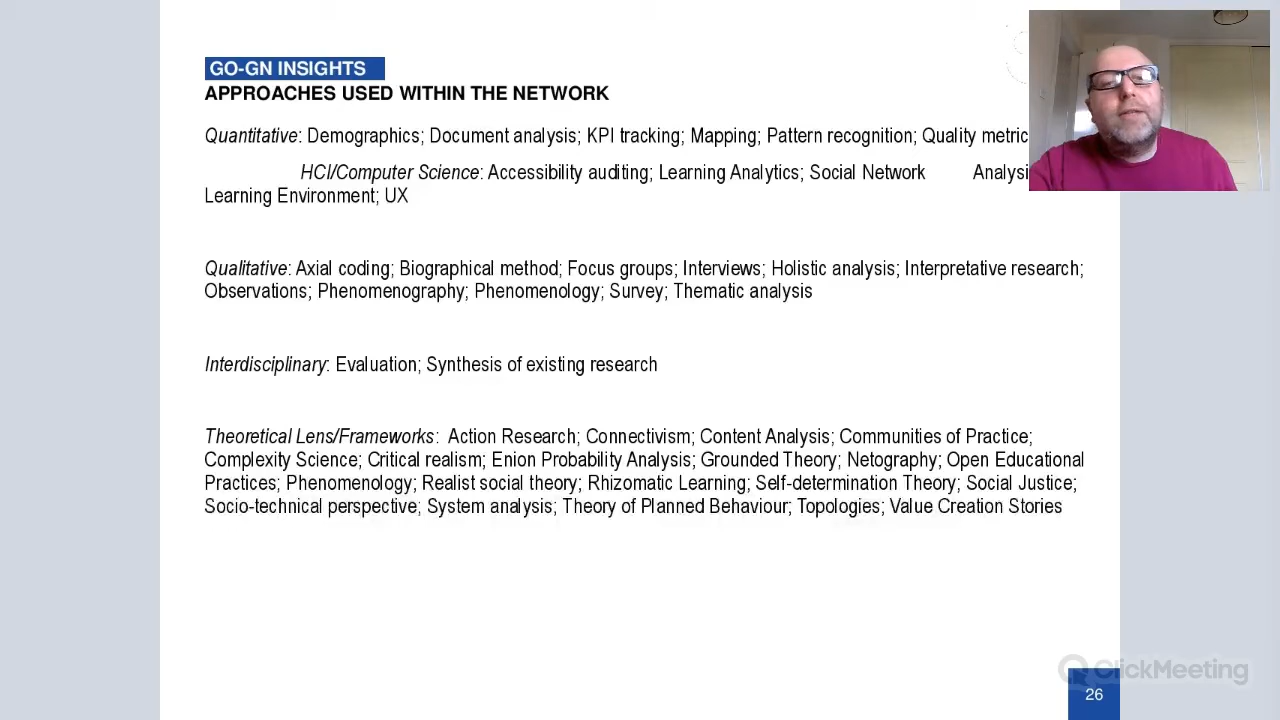 GO-GN INSIGHTS
APPROACHES USED WITHIN THE NETWORK
Quantitative: Demographics; Document analysis; KPI tracking; Mapping; Pattern recognition; Quality metric
HCI/Computer Science: Accessibility auditing; Learning Analytics; Social Network Analysi
Learning Environment; UX
Qualitative: Axial coding; Biographical method; Focus groups; Interviews; Holistic analysis; Interpretative research;
Observations; Phenomenography; Phenomenology; Survey; Thematic analysis
Interdisciplinary: Evaluation; Synthesis of existing research
Theoretical Lens/Frameworks: Action Research; Connectivism; Content Analysis; Communities of Practice;
Complexity Science; Critical realism; Enion Probability Analysis; Grounded Theory; Netography; Open Educational
Practices; Phenomenology; Realist social theory; Rhizomatic Learning; Self-determination Theory; Social Justice;
Socio-technical perspective; System analysis; Theory of Planned Behaviour; Topologies; Value Creation Stories
ClickMeeting
26